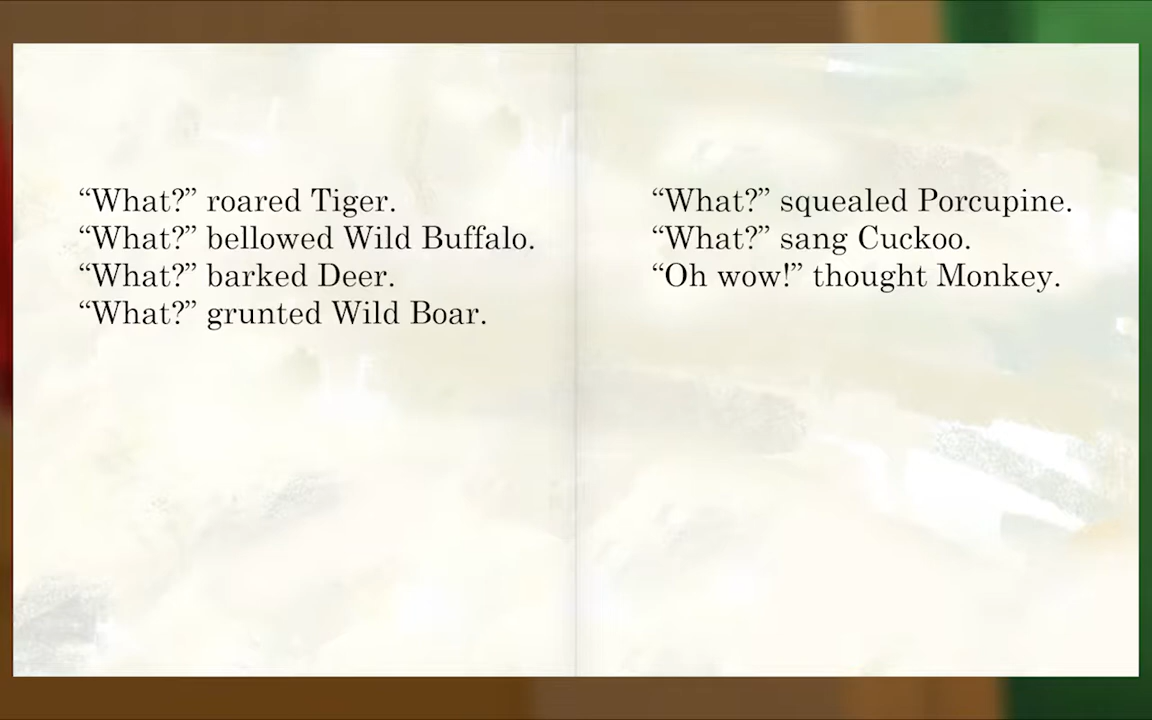 “What?” roared Tiger.
“What?” bellowed Wild Buffalo.
“What?” barked Deer.
“What?” grunted Wild Boar.
“What?” squealed Porcupine.
“What?” sang Cuckoo.
“Oh wow!” thought Monkey.